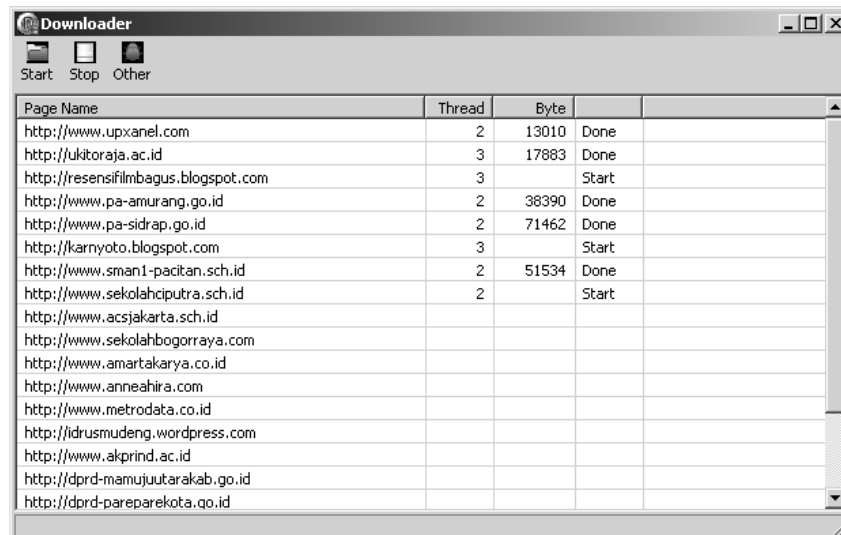 Downloader
Start Stop Other
Page Name Thread Byte
http://www.upxanel.com 2 13010 Done
http://ukitoraja.ac.id 3 17883 Done
http://resensifilmbagus.blogspot.com 3 Start
http://www.pa-amurang.go.id 2 38390 Done
http://www.pa-sidrap.go.id 2 71462 Done
http://karnyoto.blogspot.com 3 Start
http://www.sman1-pacitan.sch.id 2 51534 Done
http://www.sekolahciputra.sch.id 2 Start
http://www.acsjakarta.sch.id
http://www.sekolahbogorraya.com
http://www.amartakarya.co.id
http://www.anneahira.com
http://www.metrodata.co.id
http://idrusmudeng.wordpress.com
http://www.akprind.ac.id
http://dprd-mamujuutarakab.go.id
http://dprd-pareparekota.go.id